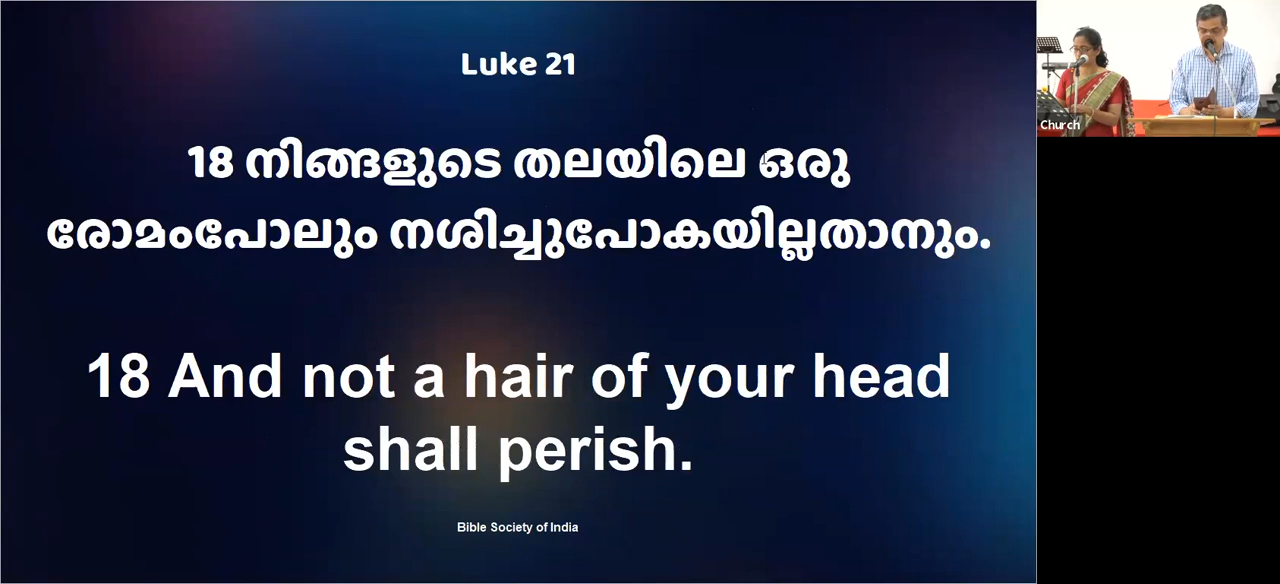 Luke 21
18 നിങ്ങളുടെ തലയിലെ ഒരു
രോമംപോലും നശിച്ചുപോകയില്ലതാനും.
18 And not a hair of your head
shall perish.
Bible Society of India
Church